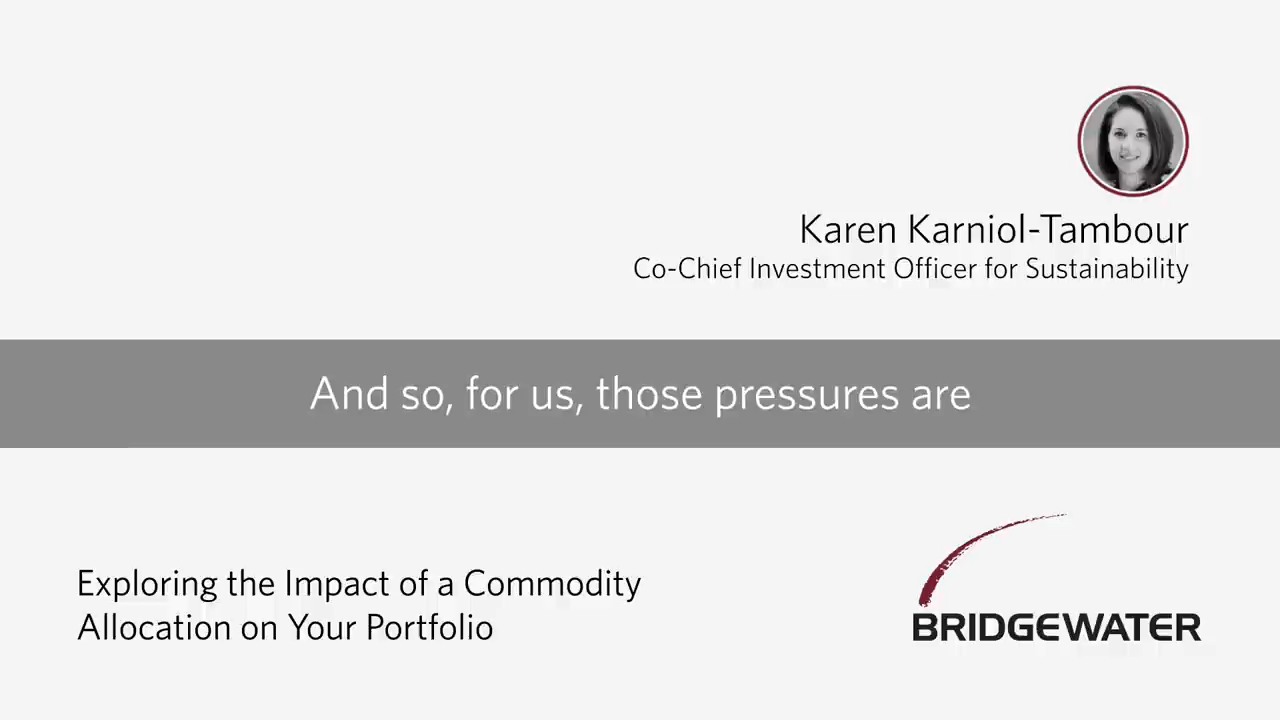 Karen Karniol-Tambour
Co-Chief Investment Officer for Sustainability
And so, for us, those pressures are
Exploring the Impact of a Commodity
Allocation on Your Portfolio
BRIDGEWATER